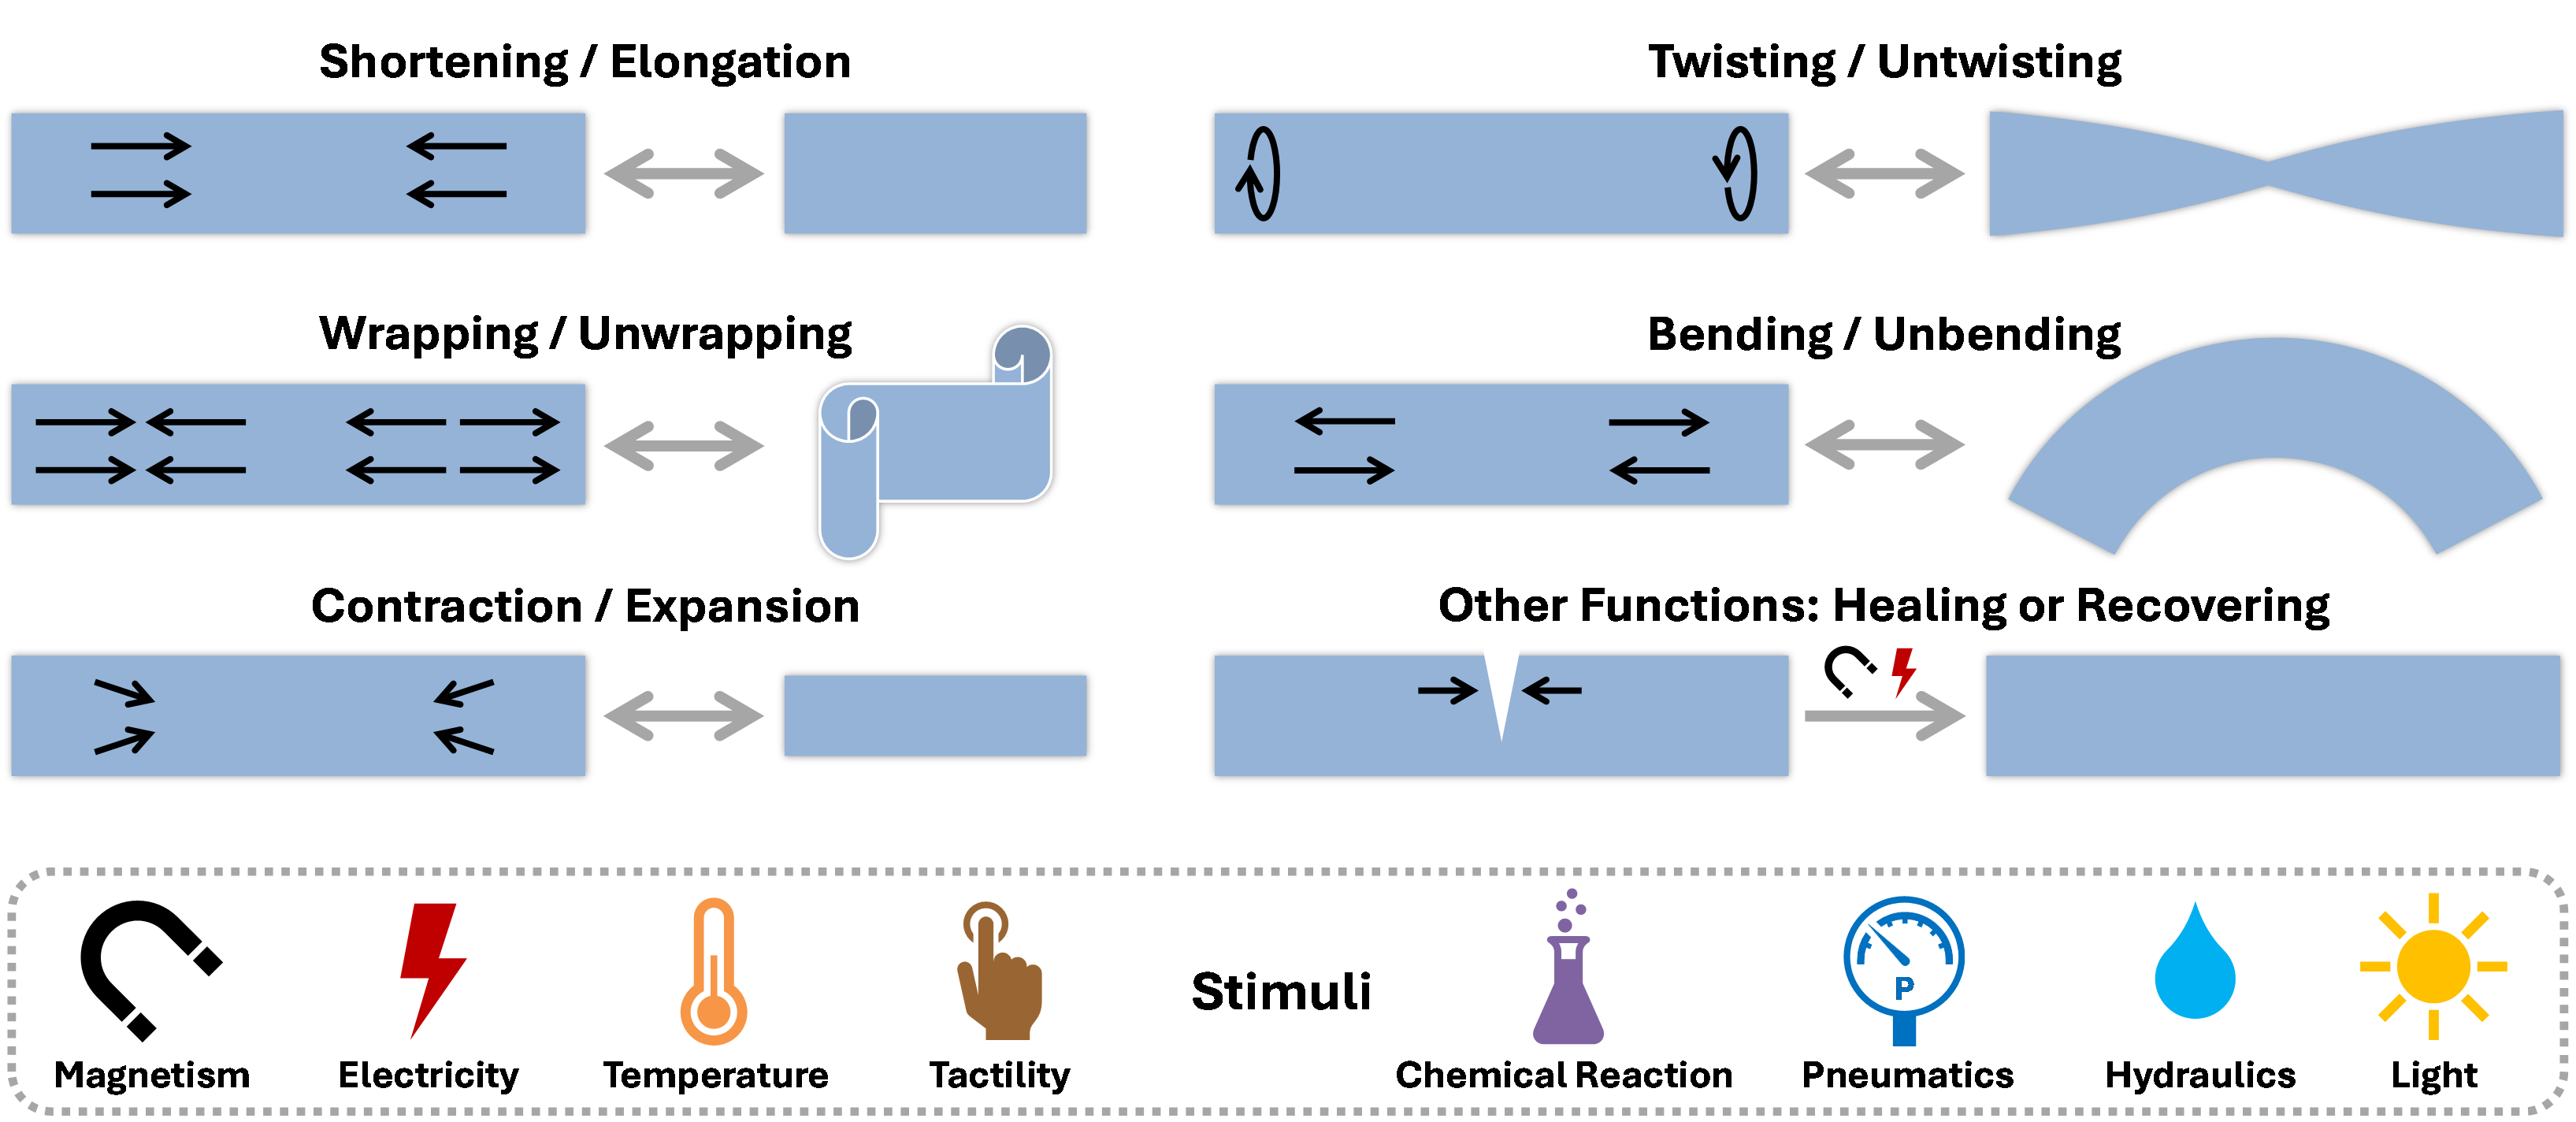 Shortening / Elongation
Twisting / Untwisting
Wrapping / Unwrapping
Bending / Unbending
Contraction / Expansion
Other Functions: Healing or Recovering
Stimuli
P
Magnetism
Electricity
Temperature
Tactility
Chemical Reaction
Pneumatics
Hydraulics
Light